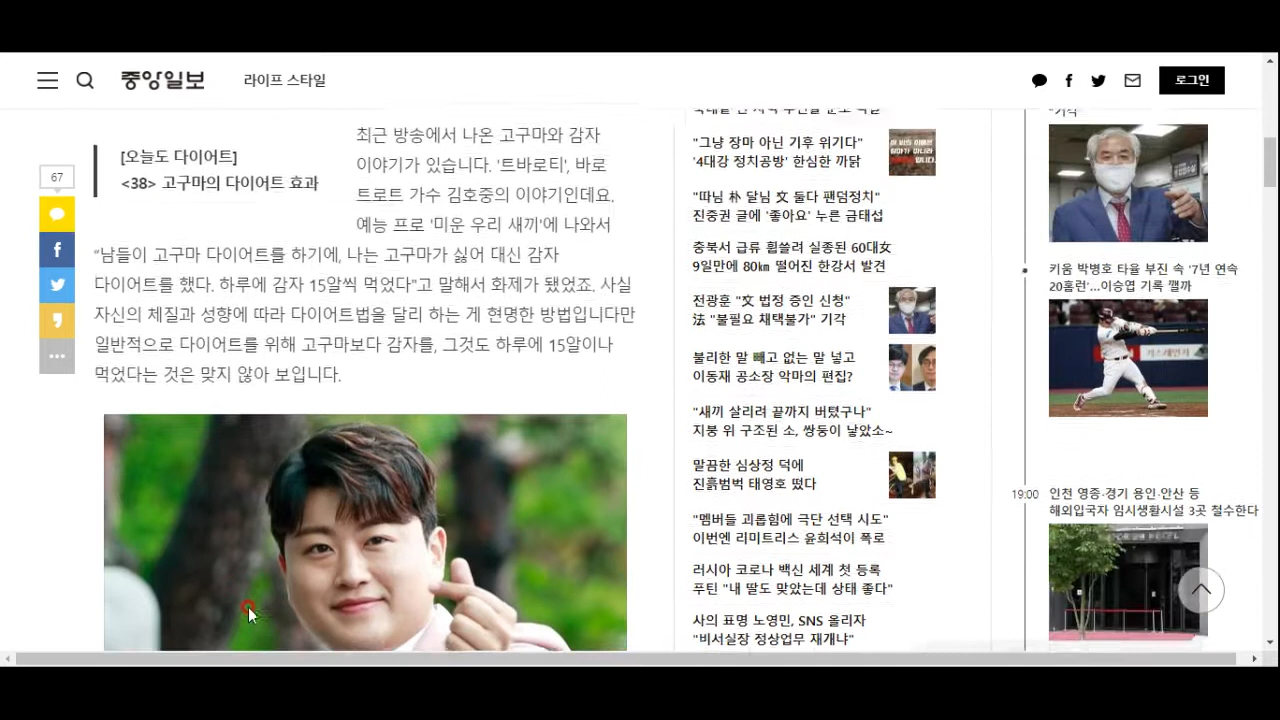 중앙일보
라이프 스타일
로그인
67
[오늘도 다이어트]
<38> 고구마의 다이어트 효과
최근 방송에서 나온 고구마와 감자
이야기가 있습니다. '트바로티', 바로
트로트 가수 김호중의 이야기인데요.
예능 프로 '미운 우리 새끼'에 나와서
“남들이 고구마 다이어트를 하기에, 나는 고구마가 싫어 대신 감자
다이어트를 했다. 하루에 감자 15알씩 먹었다”고 말해서 화제가 됐었죠. 사실
자신의 체질과 성향에 따라 다이어트법을 달리 하는 게 현명한 방법입니다만
일반적으로 다이어트를 위해 고구마보다 감자를, 그것도 하루에 15알이나
먹었다는 것은 맞지 않아 보입니다.
"그냥 장마 아닌 기후 위기다"
'4대강 정치공방' 한심한 까닭
"따님 朴 달님 文 둘다 팬덤정치"
진중권 글에 '좋아요' 누른 금태섭
충북서 급류 휩쓸려 실종된 60대女
9일만에 80㎞ 떨어진 한강서 발견
전광훈 "文 법정 증인 신청"
法 "불필요 채택불가" 기각
불리한 말 빼고 없는 말 넣고
이동재 공소장 악마의 편집?
"새끼 살리려 끝까지 버텼구나"
지붕 위 구조된 소, 쌍둥이 낳았소~
말끔한 심상정 덕에
진흙범벅 태영호 떴다
"멤버들 괴롭힘에 극단 선택 시도"
이번엔 리미트리스 윤희석이 폭로
러시아 코로나 백신 세계 첫 등록
푸틴 "내 딸도 맞았는데 상태 좋다"
사의 표명 노영민, SNS 올리자
"비서실장 정상업무 재개냐"
기각
키움 박병호 타율 부진 속 '7년 연속
20홈런'…이승엽 기록 깰까
19:00
인천 영종·경기 용인·안산 등
해외입국자 임시생활시설 3곳 철수한다